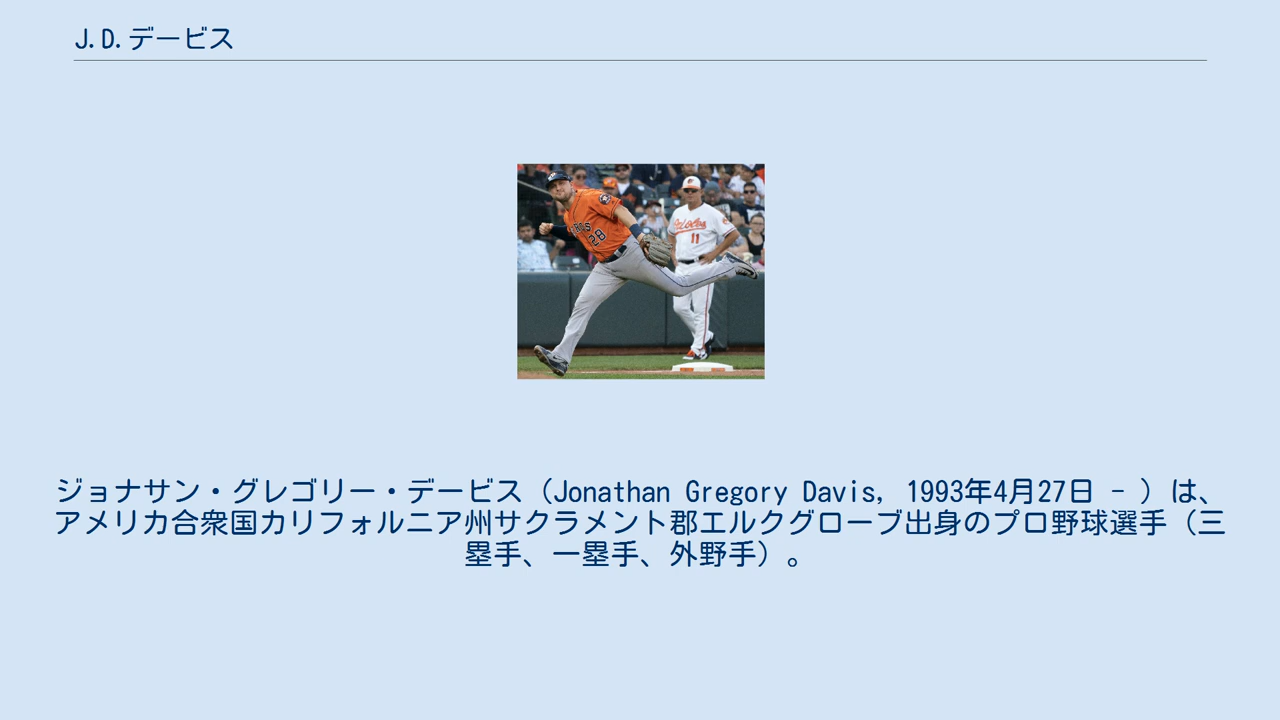 J.D.デービス
ASTROS
28
Orioles
11
ジョナサン・グレゴリー・デービス（Jonathan Gregory Davis, 1993年4月27日 - ）は、
アメリカ合衆国カリフォルニア州サクラメント郡エルクグローブ出身のプロ野球選手（三
塁手、一塁手、外野手）。